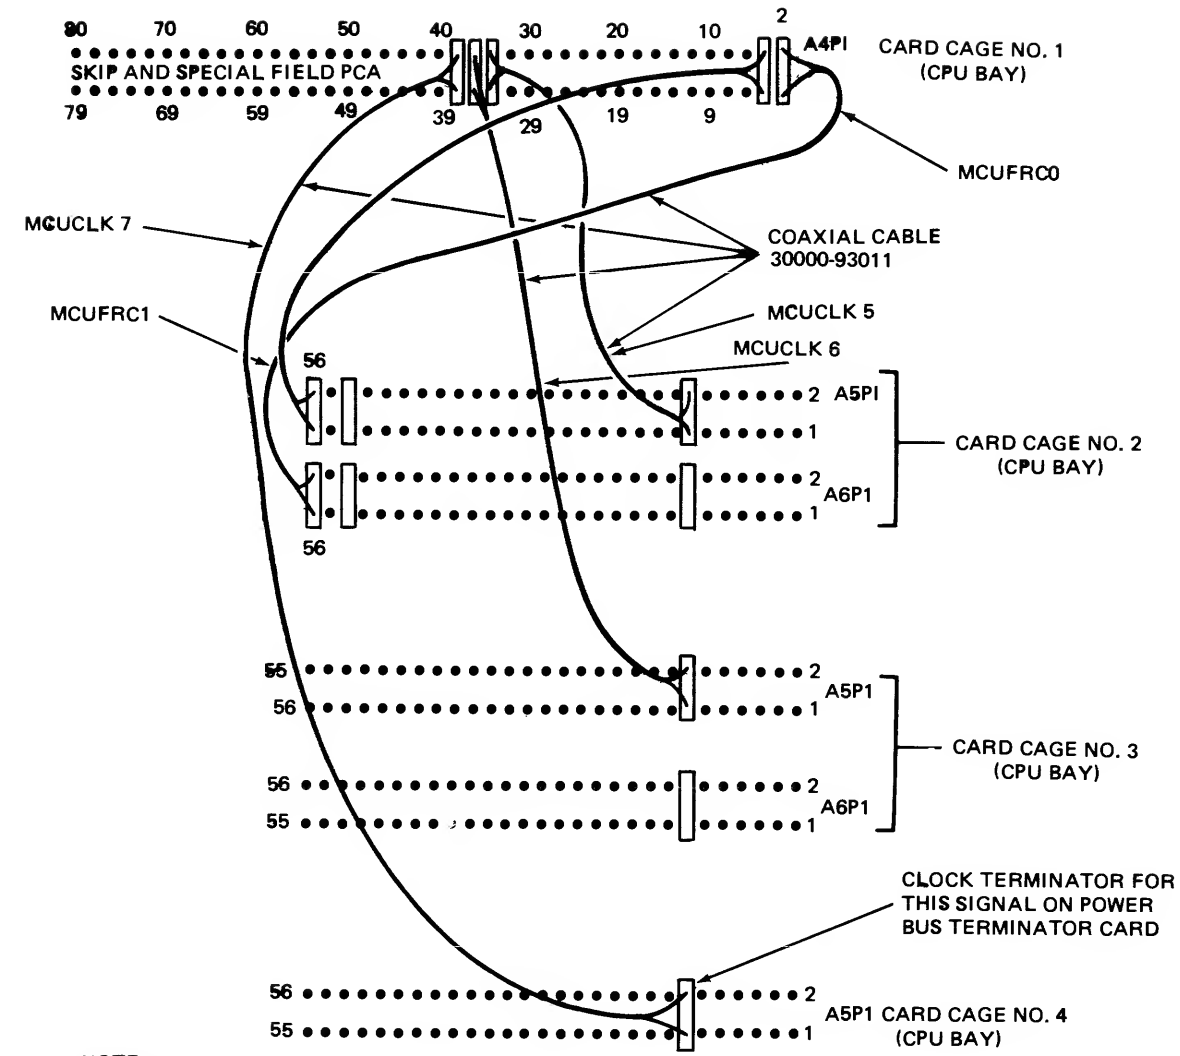 80 70 60 50 40 30 20 10 2
A4P1
SKIP AND SPECIAL FIELD PCA
79 69 59 49 39 29 19 9
CARD CAGE NO. 1
(CPU BAY)
MCUFRC0
MCUCLK 7
COAXIAL CABLE
30000-93011
MCUFRC1
MCUCLK 5
MCUCLK 6
56
2 A5P1
1
CARD CAGE NO. 2
(CPU BAY)
2
A6P1
1
56
55 2
A5P1
56 1
CARD CAGE NO. 3
(CPU BAY)
56 2
A6P1
55 1
CLOCK TERMINATOR FOR
THIS SIGNAL ON POWER
BUS TERMINATOR CARD
56 2
A5P1 CARD CAGE NO. 4
(CPU BAY)
55 1